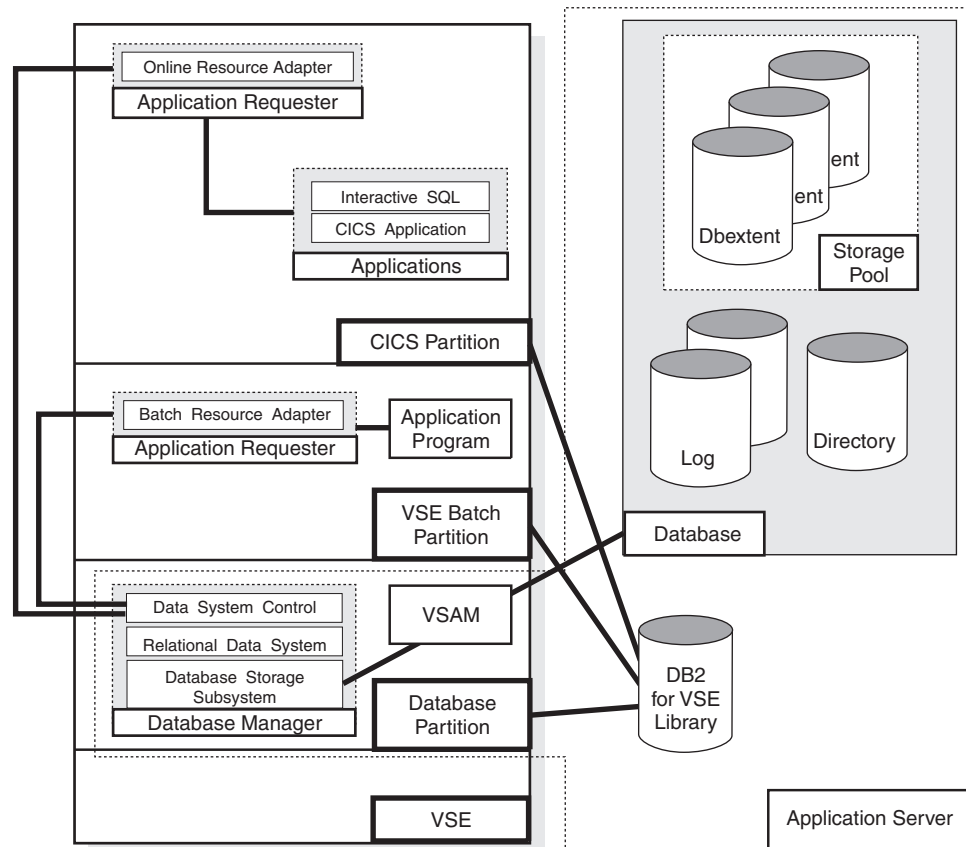 Online Resource Adapter
Application Requester
Interactive SQL
CICS Application
Applications
CICS Partition
Batch Resource Adapter
Application Requester
Application
Program
VSE Batch
Partition
Data System Control
Relational Data System
Database Storage
Subsystem
Database Manager
VSAM
Database
Partition
VSE
ent
ent
Dbextent
Storage
Pool
Log
Directory
Database
DB2
for VSE
Library
Application Server